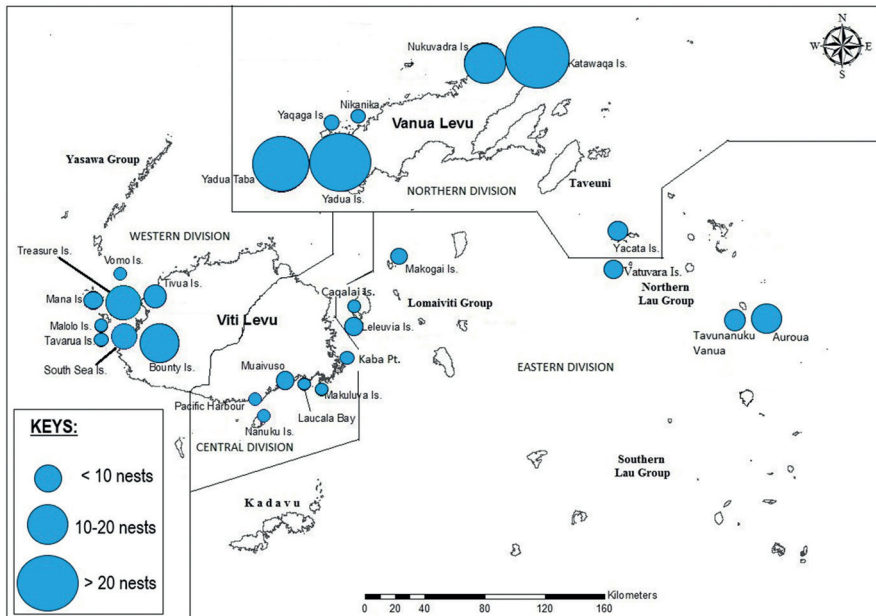 N
W E
S
Nukuvadra Is.
Katawaqa Is.
Nikanika
Yaqaga Is.
Vanua Levu
Yasawa Group
Yadua Taba
Yadua Is.
NORTHERN DIVISION
Taveuni
WESTERN DIVISION
Treasure Is.
Vomo Is.
Yacata Is.
Makogai Is.
Vatuvara Is.
Tivua Is.
Northern
Lau Group
Mana Is.
Caqalai Is.
Lomaiviti Group
Viti Levu
Malolo Is.
Leleuvia Is.
Tavarua Is.
Tavunanuku
Vanua
Auroua
South Sea Is.
Bounty Is.
Muaivuso
Kaba Pt.
EASTERN DIVISION
Pacific Harbour
Makuluva Is.
Laucala Bay
Nanuku Is.
CENTRAL DIVISION
Southern
Lau Group
Kadavu
KEYS:
< 10 nests
10-20 nests
> 20 nests
Kilometers
0 10 20 40 80 120 160